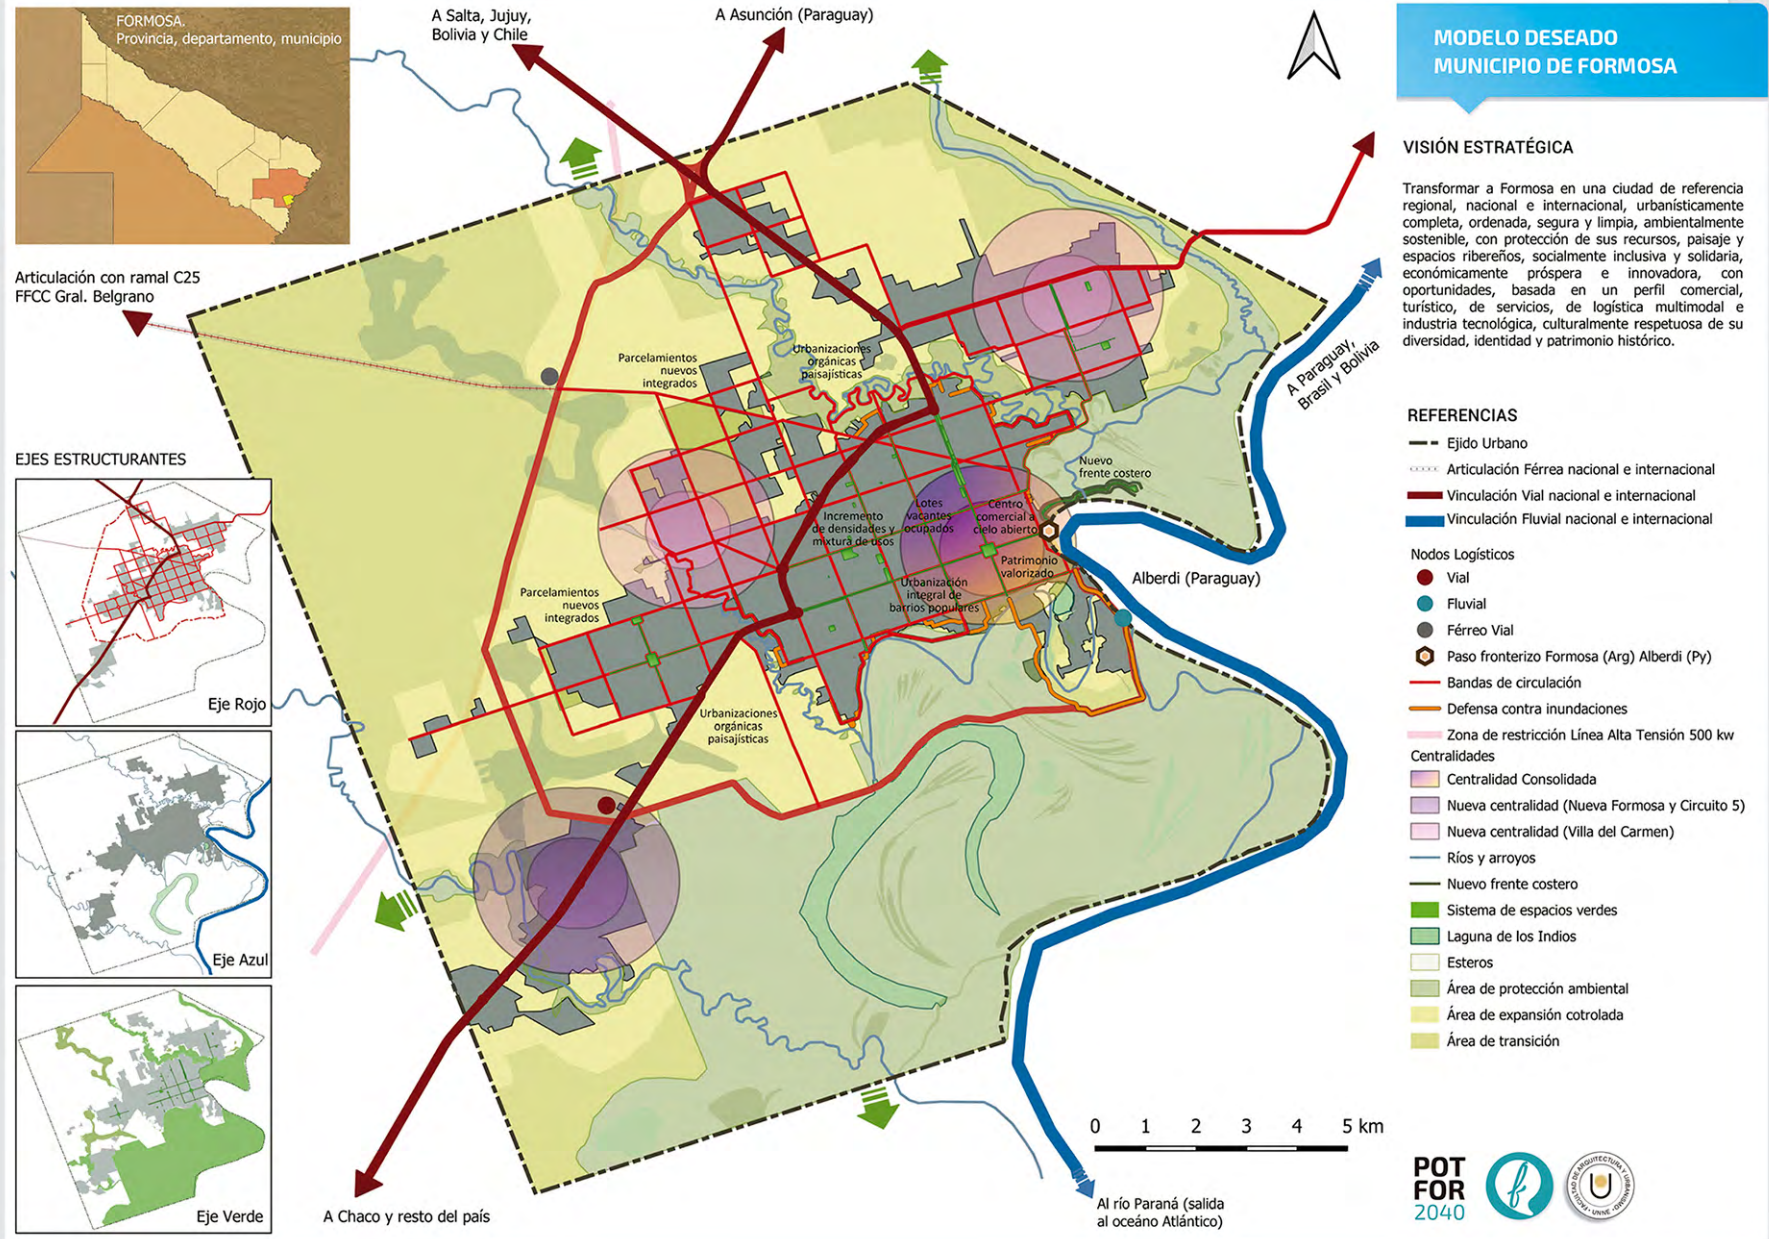 FORMOSA.
Provincia, departamento, municipio
A Salta, Jujuy,
Bolivia y Chile
A Asunción (Paraguay)
Articulación con ramal C25
FFCC Gral. Belgrano
EJES ESTRUCTURANTES
Eje Rojo
Eje Azul
Eje Verde
Parcelamientos
nuevos
integrados
Urbanizaciones
orgánicas
paisajísticas
Nuevo
frente costero
Incremento
de densidades y
mixtura de usos
Lotes
vacantes
ocupados
Centro
comercial a
cielo abierto
Patrimonio
valorizado
Urbanización
integral de
barrios populares
Parcelamientos
nuevos
integrados
Urbanizaciones
orgánicas
paisajísticas
A Paraguay,
Brasil y Bolivia
Alberdi (Paraguay)
A Chaco y resto del país
Al río Paraná (salida
al oceáno Atlántico)
0 1 2 3 4 5 km
MODELO DESEADO
MUNICIPIO DE FORMOSA
VISIÓN ESTRATÉGICA
Transformar a Formosa en una ciudad de referencia
regional, nacional e internacional, urbanísticamente
completa, ordenada, segura y limpia, ambientalmente
sostenible, con protección de sus recursos, paisaje y
espacios ribereños, socialmente inclusiva y solidaria,
económicamente próspera e innovadora, con
oportunidades, basada en un perfil comercial,
turístico, de servicios, de logística multimodal e
industria tecnológica, culturalmente respetuosa de su
diversidad, identidad y patrimonio histórico.
REFERENCIAS
Ejido Urbano
Articulación Férrea nacional e internacional
Vinculación Vial nacional e internacional
Vinculación Fluvial nacional e internacional
Nodos Logísticos
Vial
Fluvial
Férreo Vial
Paso fronterizo Formosa (Arg) Alberdi (Py)
Bandas de circulación
Defensa contra inundaciones
Zona de restricción Línea Alta Tensión 500 kw
Centralidades
Centralidad Consolidada
Nueva centralidad (Nueva Formosa y Circuito 5)
Nueva centralidad (Villa del Carmen)
Ríos y arroyos
Nuevo frente costero
Sistema de espacios verdes
Laguna de los Indios
Esteros
Área de protección ambiental
Área de expansión cotrolada
Área de transición
POT
FOR
2040
f
FACULTAD DE ARQUITECTURA Y URBANISMO · UNNE
U